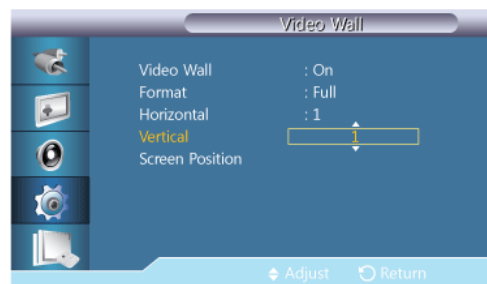 Video Wall
Video Wall : On
Format : Full
Horizontal : 1
Vertical 1
Screen Position
Adjust Return